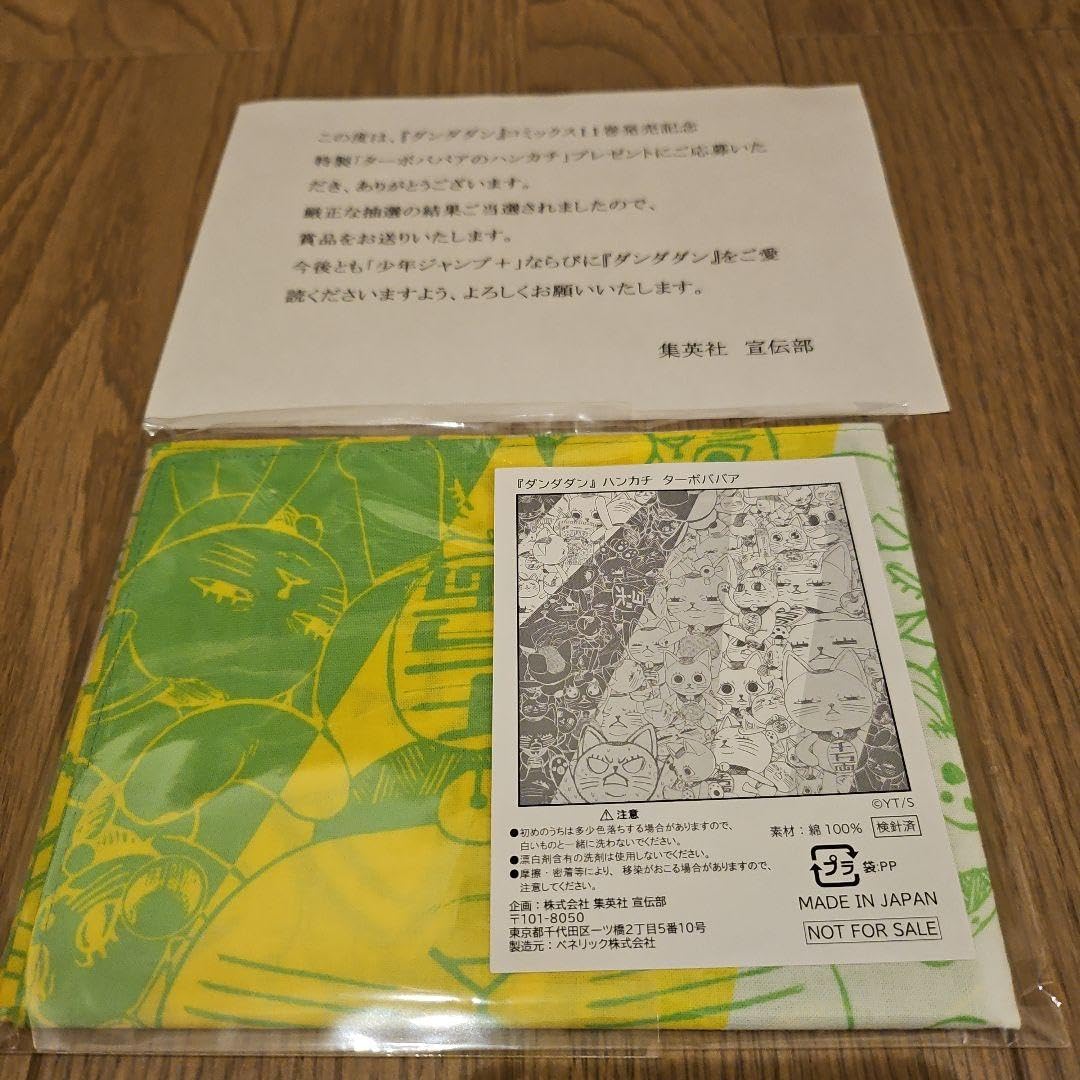 この度は、『ダンダダン』コミックス11巻発売記念
特製「ターボババアのハンカチ」プレゼントにご応募いた
だき、ありがとうございます。
厳正な抽選の結果ご当選されましたので、
賞品をお送りいたします。
今後とも「少年ジャンプ＋」ならびに『ダンダダン』をご愛
読くださいますよう、よろしくお願いいたします。
集英社 宣伝部
『ダンダダン』 ハンカチ ターボババア
©YT/S
⚠注意
●初めのうちは多少色落ちする場合がありますので、
白いものと一緒に洗わないでください。
●漂白剤含有の洗剤は使用しないでください。
●摩擦・密着等により、移染がおこる場合がありますので、
注意してください。
企画：株式会社 集英社 宣伝部
〒101-8050
東京都千代田区一ツ橋2丁目5番10号
製造元：ベネリック株式会社
素材：綿100% 検針済
プラ 袋:PP
MADE IN JAPAN
NOT FOR SALE